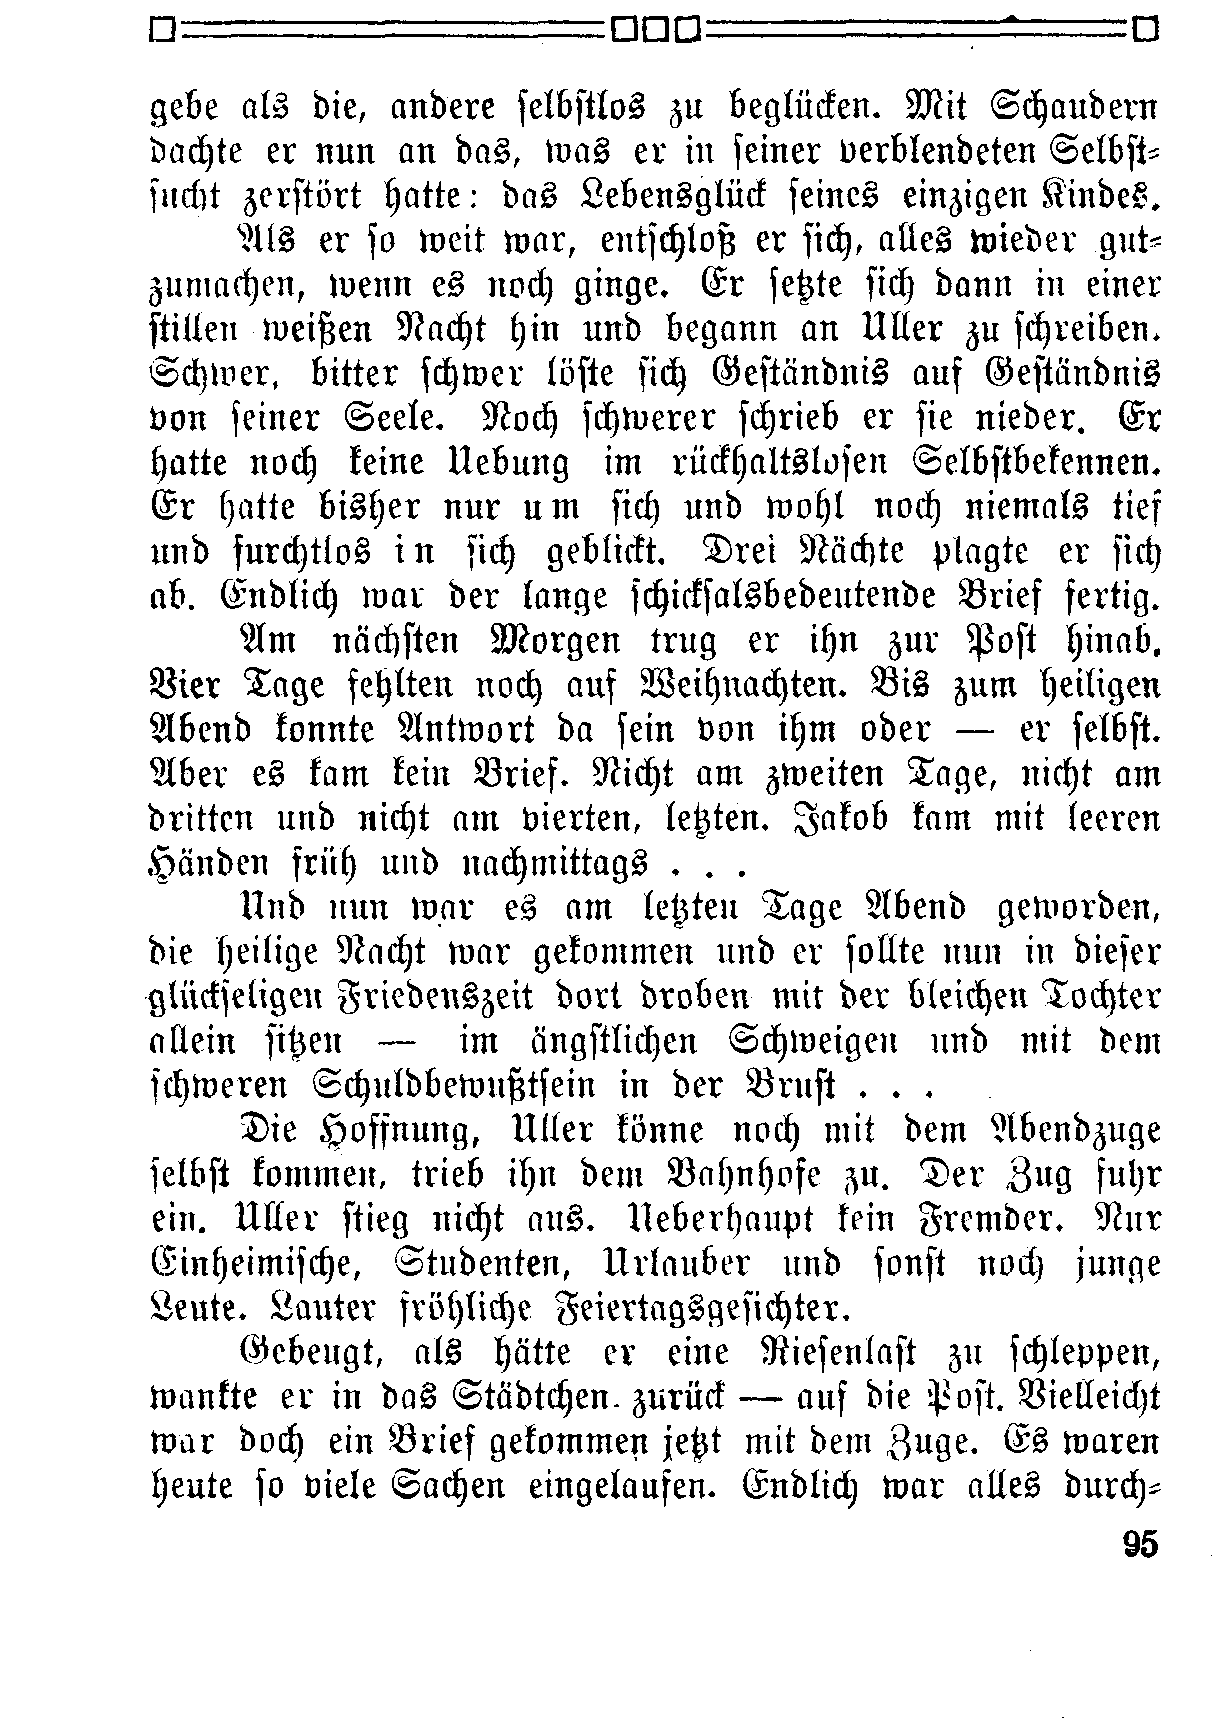 gebe als die, andere selbstlos zu beglücken. Mit Schaudern
dachte er nun an das, was er in seiner verblendeten Selbst-
sucht zerstört hatte: das Lebensglück seines einzigen Kindes.
Als er so weit war, entschloß er sich, alles wieder gut-
zumachen, wenn es noch ginge. Er setzte sich dann in einer
stillen weißen Nacht hin und begann an Uller zu schreiben.
Schwer, bitter schwer löste sich Geständnis auf Geständnis
von seiner Seele. Noch schwerer schrieb er sie nieder. Er
hatte noch keine Uebung im rückhaltslosen Selbstbekennen.
Er hatte bisher nur um sich und wohl noch niemals tief
und furchtlos in sich geblickt. Drei Nächte plagte er sich
ab. Endlich war der lange schicksalsbedeutende Brief fertig.
Am nächsten Morgen trug er ihn zur Post hinab.
Vier Tage fehlten noch auf Weihnachten. Bis zum heiligen
Abend konnte Antwort da sein von ihm oder — er selbst.
Aber es kam kein Brief. Nicht am zweiten Tage, nicht am
dritten und nicht am vierten, letzten. Jakob kam mit leeren
Händen früh und nachmittags . . .
Und nun war es am letzten Tage Abend geworden,
die heilige Nacht war gekommen und er sollte nun in dieser
glückseligen Friedenszeit dort droben mit der bleichen Tochter
allein sitzen — im ängstlichen Schweigen und mit dem
schweren Schuldbewußtsein in der Brust . . .
Die Hoffnung, Uller könne noch mit dem Abendzuge
selbst kommen, trieb ihn dem Bahnhofe zu. Der Zug fuhr
ein. Uller stieg nicht aus. Ueberhaupt kein Fremder. Nur
Einheimische, Studenten, Urlauber und sonst noch junge
Leute. Lauter fröhliche Feiertagsgesichter.
Gebeugt, als hätte er eine Riesenlast zu schleppen,
wankte er in das Städtchen zurück — auf die Post. Vielleicht
war doch ein Brief gekommen jetzt mit dem Zuge. Es waren
heute so viele Sachen eingelaufen. Endlich war alles durch-
95